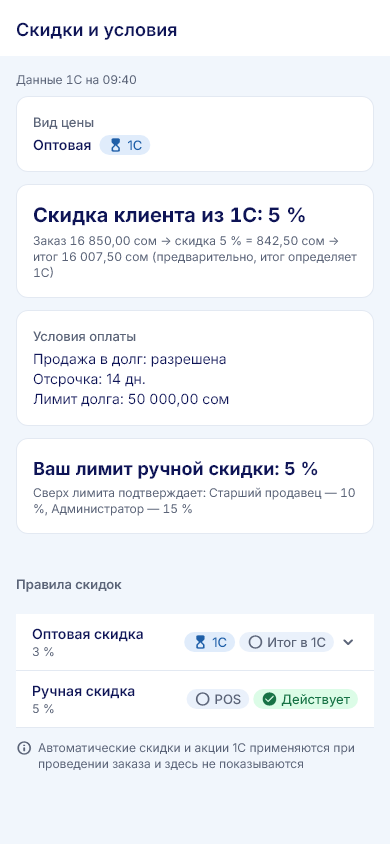 Скидки и условия
Данные 1С на 09:40
Вид цены
Оптовая 1С
Скидка клиента из 1С: 5 %
Заказ 16 850,00 сом → скидка 5 % = 842,50 сом →
итог 16 007,50 сом (предварительно, итог определяет
1С)
Условия оплаты
Продажа в долг: разрешена
Отсрочка: 14 дн.
Лимит долга: 50 000,00 сом
Ваш лимит ручной скидки: 5 %
Сверх лимита подтверждает: Старший продавец — 10
%, Администратор — 15 %
Правила скидок
Оптовая скидка 1С Итог в 1С
3 %
Ручная скидка POS Действует
5 %
Автоматические скидки и акции 1С применяются при
проведении заказа и здесь не показываются